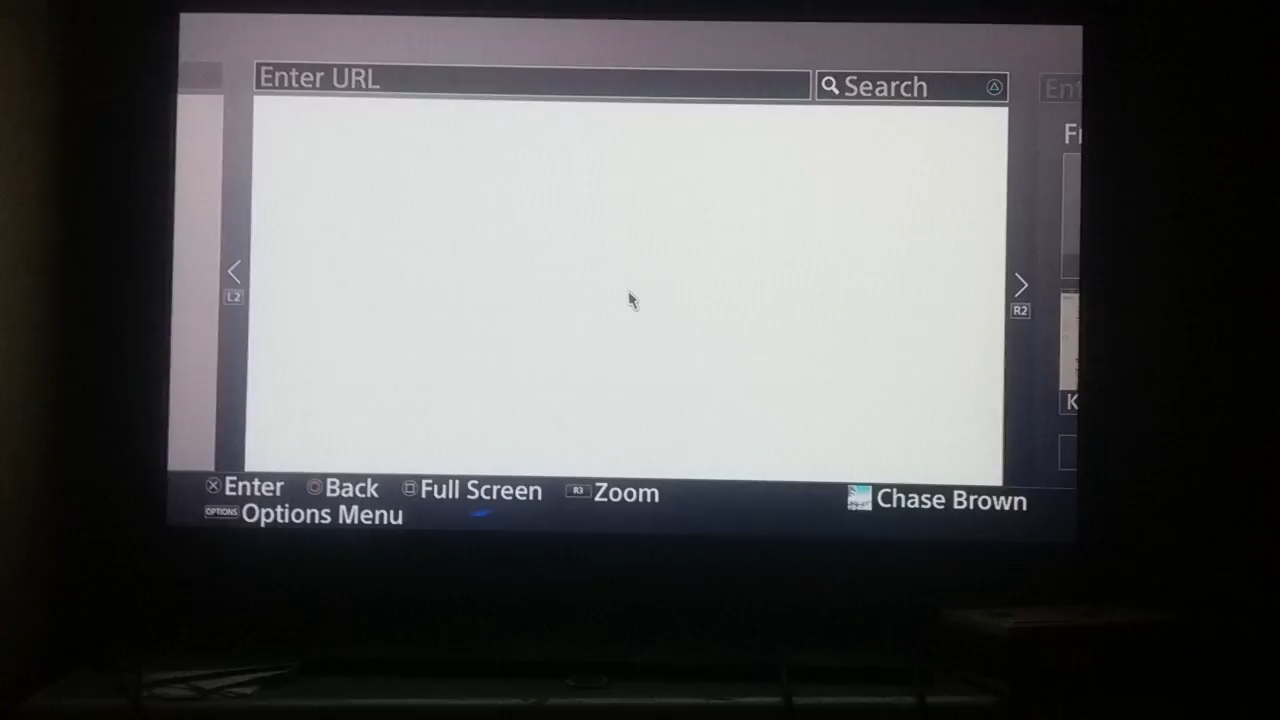 Enter URL
Search
L2
R2
Enter
Back
Full Screen
R3 Zoom
Chase Brown
OPTIONS Options Menu